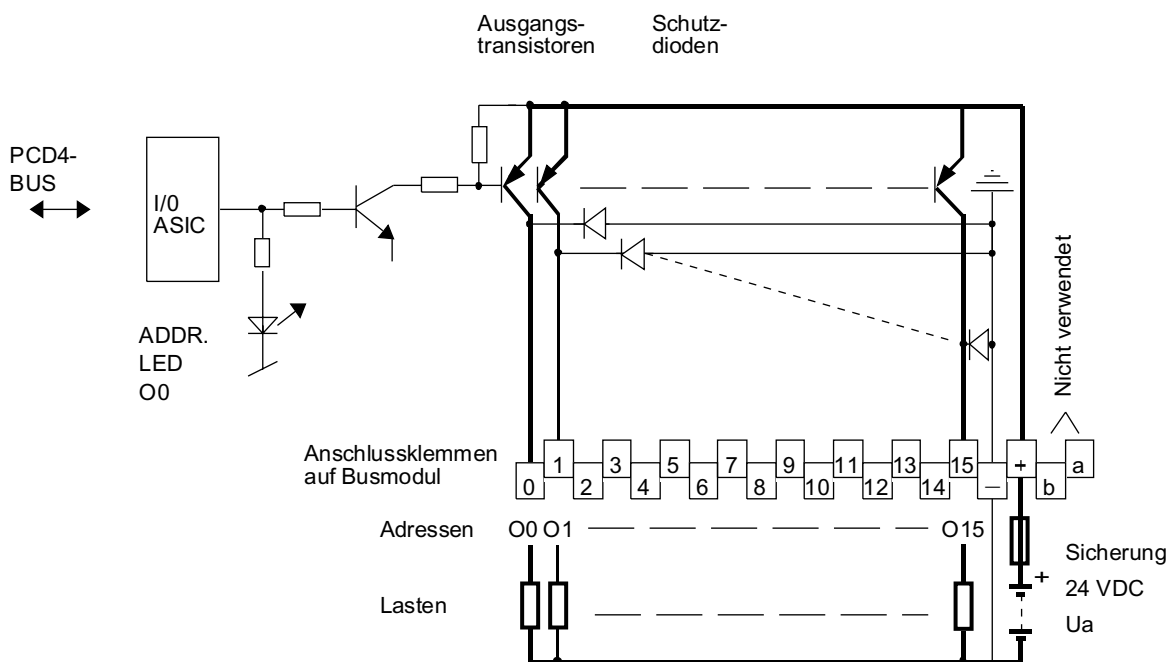 Ausgangs-
transistoren
Schutz-
dioden
PCD4-
BUS
I/0
ASIC
ADDR.
LED
O0
Nicht verwendet
Anschlussklemmen
auf Busmodul
1 3 5 7 9 11 13 15 + a
0 2 4 6 8 10 12 14 – b
Adressen O0 O1 O15
Lasten
Sicherung
+ 24 VDC
Ua